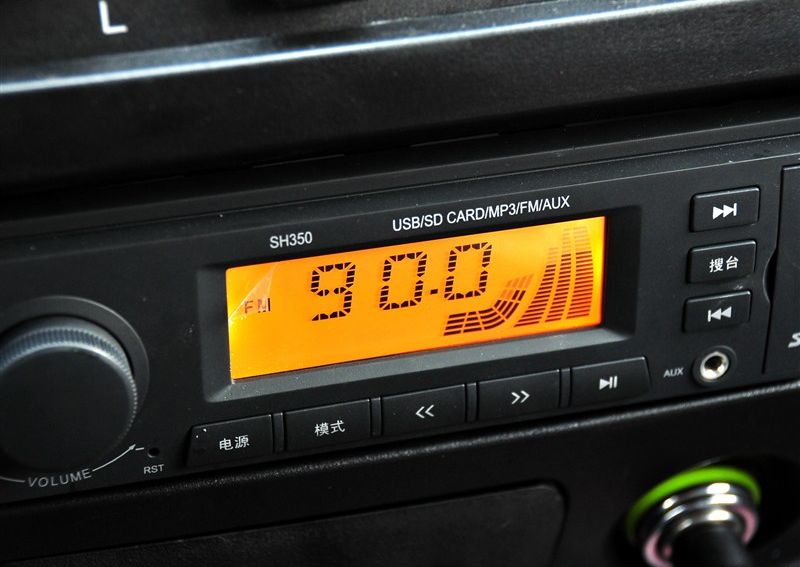 L
SH350
USB/SD CARD/MP3/FM/AUX
FM
90.0
搜台
AUX
电源
模式
VOLUME
RST
S